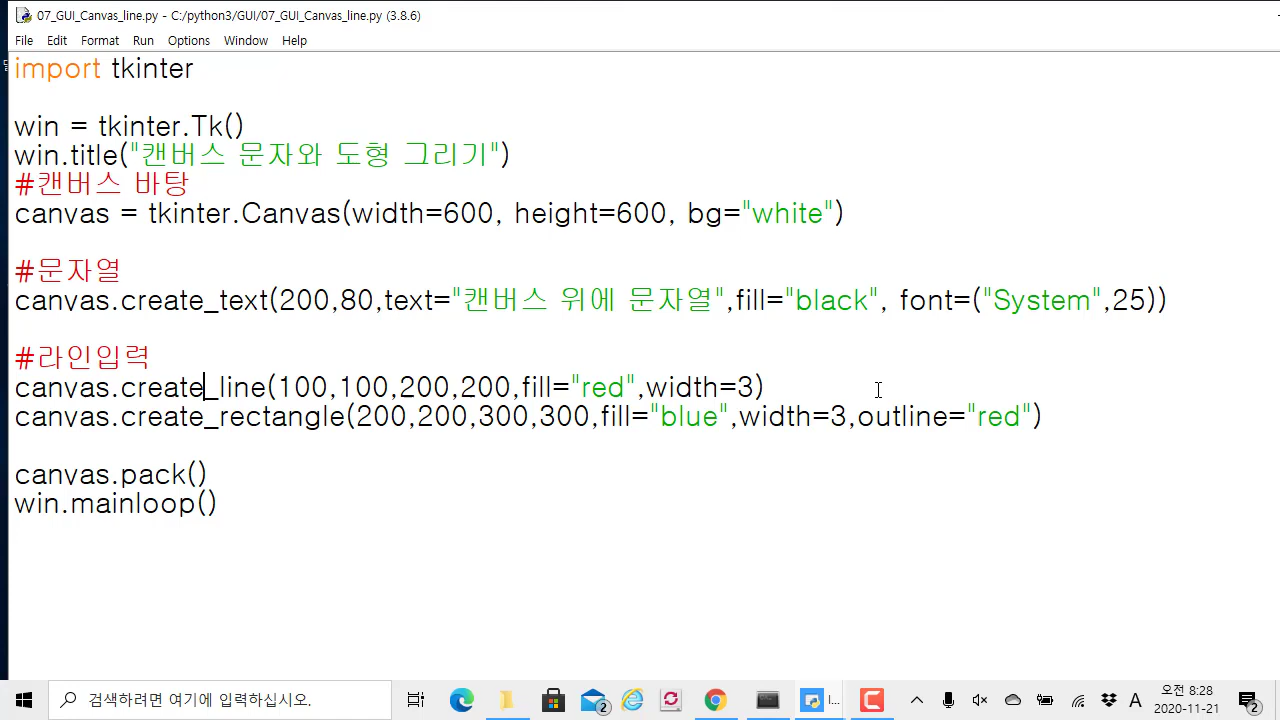 07_GUI_Canvas_line.py - C:/python3/GUI/07_GUI_Canvas_line.py (3.8.6)
File Edit Format Run Options Window Help
import tkinter
win = tkinter.Tk()
win.title("캔버스 문자와 도형 그리기")
#캔버스 바탕
canvas = tkinter.Canvas(width=600, height=600, bg="white")
#문자열
canvas.create_text(200,80,text="캔버스 위에 문자열",fill="black", font=("System",25))
#라인입력
canvas.create_line(100,100,200,200,fill="red",width=3)
canvas.create_rectangle(200,200,300,300,fill="blue",width=3,outline="red")
canvas.pack()
win.mainloop()
검색하려면 여기에 입력하십시오.
2
I...
A
오전 8:28
2020-11-21
2